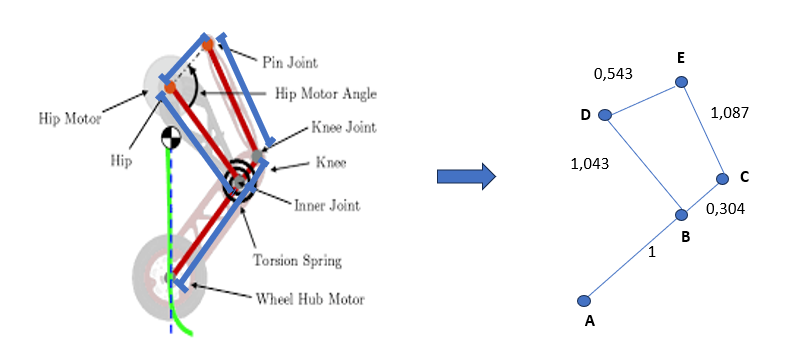 Pin Joint
Hip Motor Angle
Hip Motor
Knee Joint
Hip
Knee
Inner Joint
Torsion Spring
Wheel Hub Motor
E
0,543
D
1,087
1,043
C
0,304
B
1
A